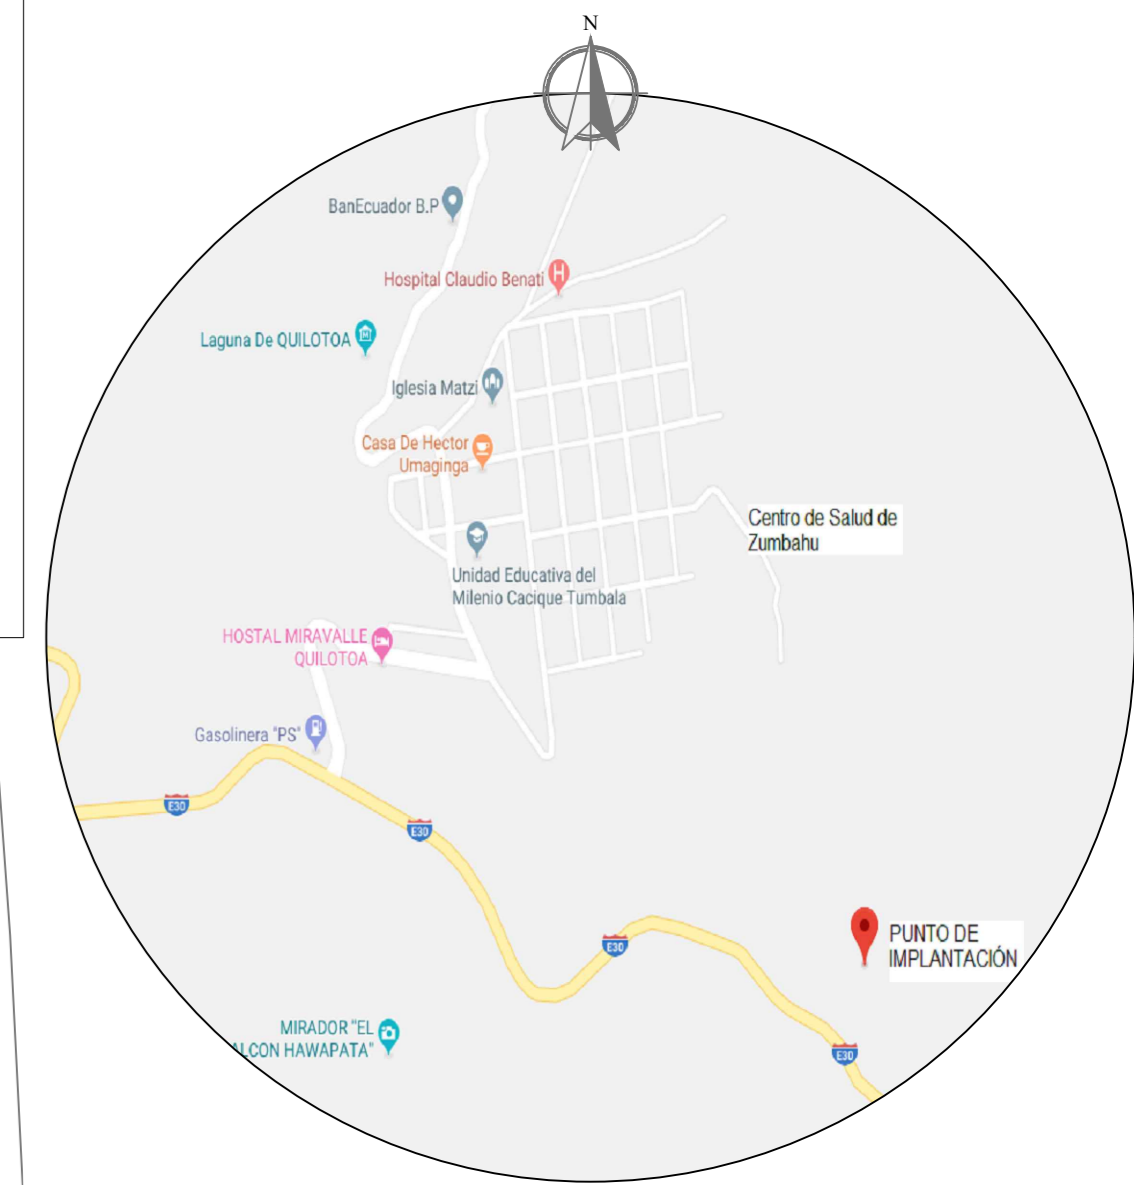 N
BanEcuador B.P
Hospital Claudio Benati
H
Laguna De QUILOTOA
Iglesia Matzi
Casa De Hector
Umaginga
Centro de Salud de
Zumbahu
Unidad Educativa del
Milenio Cacique Tumbala
HOSTAL MIRAVALLE
QUILOTOA
Gasolinera "PS"
E30
E30
PUNTO DE
IMPLANTACIÓN
E30
MIRADOR "EL
ALCON HAWAPATA"
E30